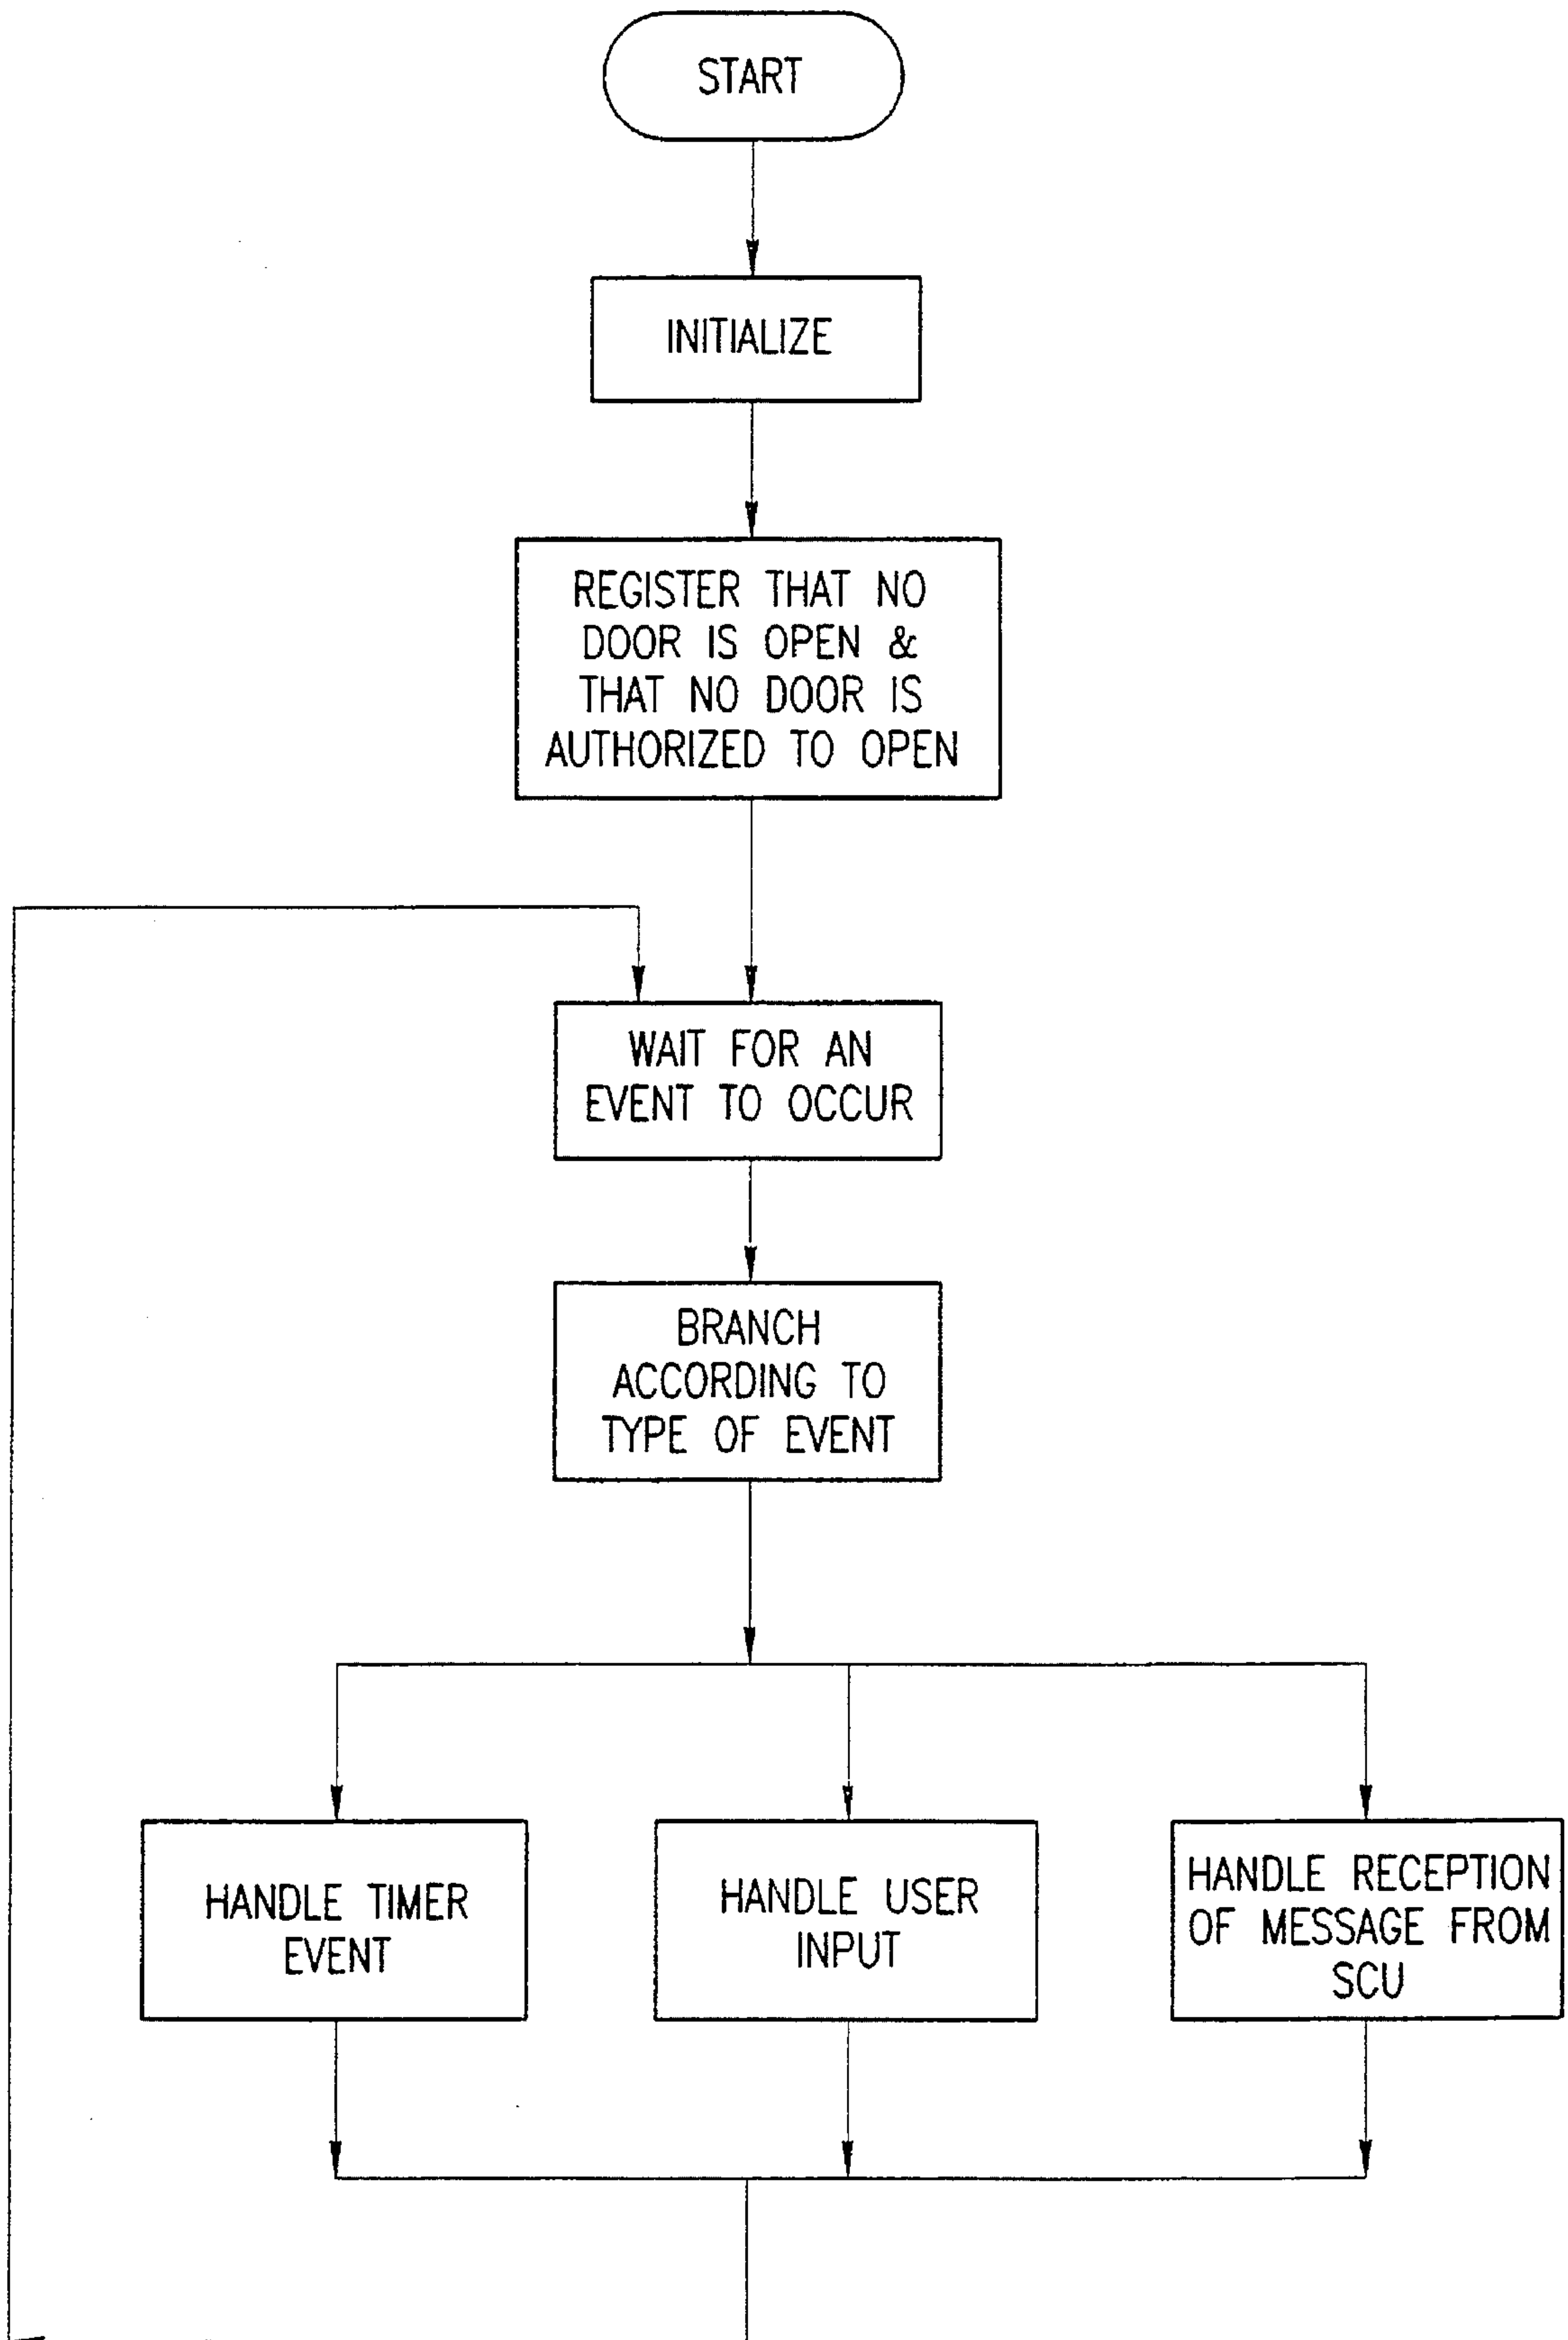 START
INITIALIZE
REGISTER THAT NO
DOOR IS OPEN &
THAT NO DOOR IS
AUTHORIZED TO OPEN
WAIT FOR AN
EVENT TO OCCUR
BRANCH
ACCORDING TO
TYPE OF EVENT
HANDLE TIMER
EVENT
HANDLE USER
INPUT
HANDLE RECEPTION
OF MESSAGE FROM
SCU